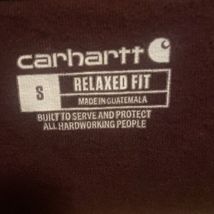 carhartt
S RELAXED FIT
MADE IN GUATEMALA
BUILT TO SERVE AND PROTECT
ALL HARDWORKING PEOPLE